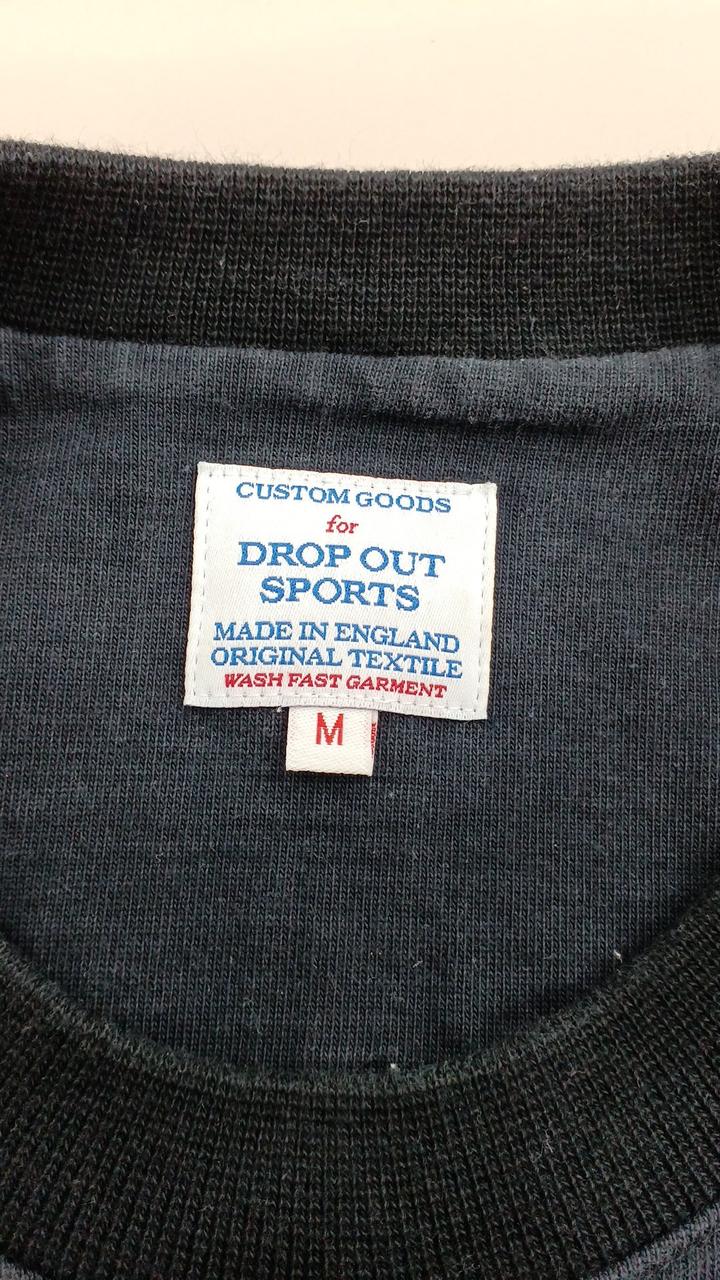 CUSTOM GOODS
for
DROP OUT
SPORTS
MADE IN ENGLAND
ORIGINAL TEXTILE
WASH FAST GARMENT
M